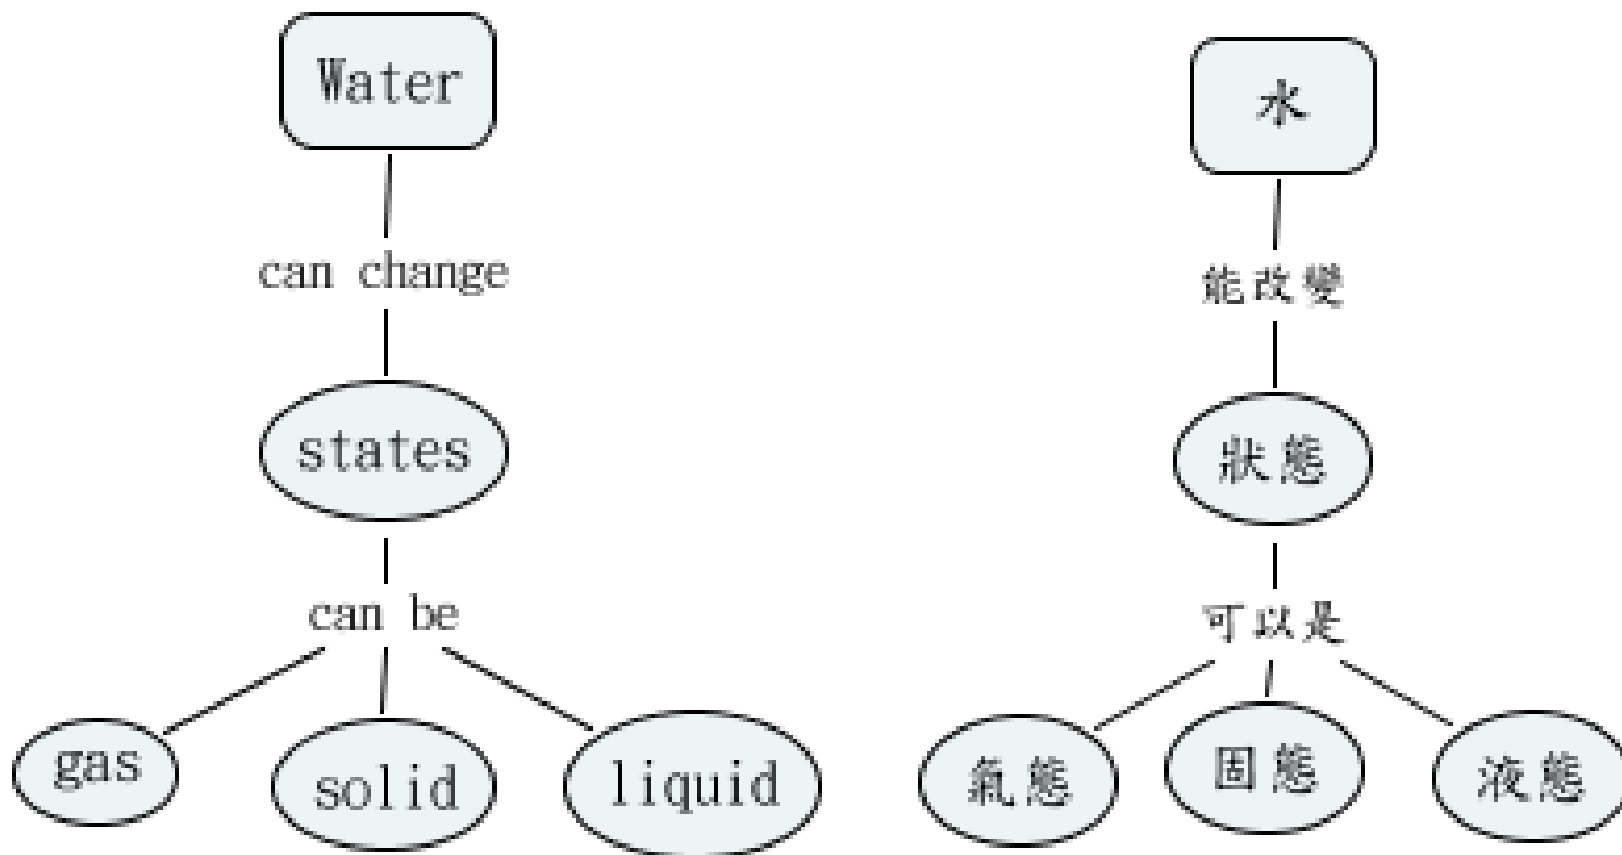 Water
can change
states
can be
gas
solid
liquid
水
能改變
狀態
可以是
氣態
固態
液態